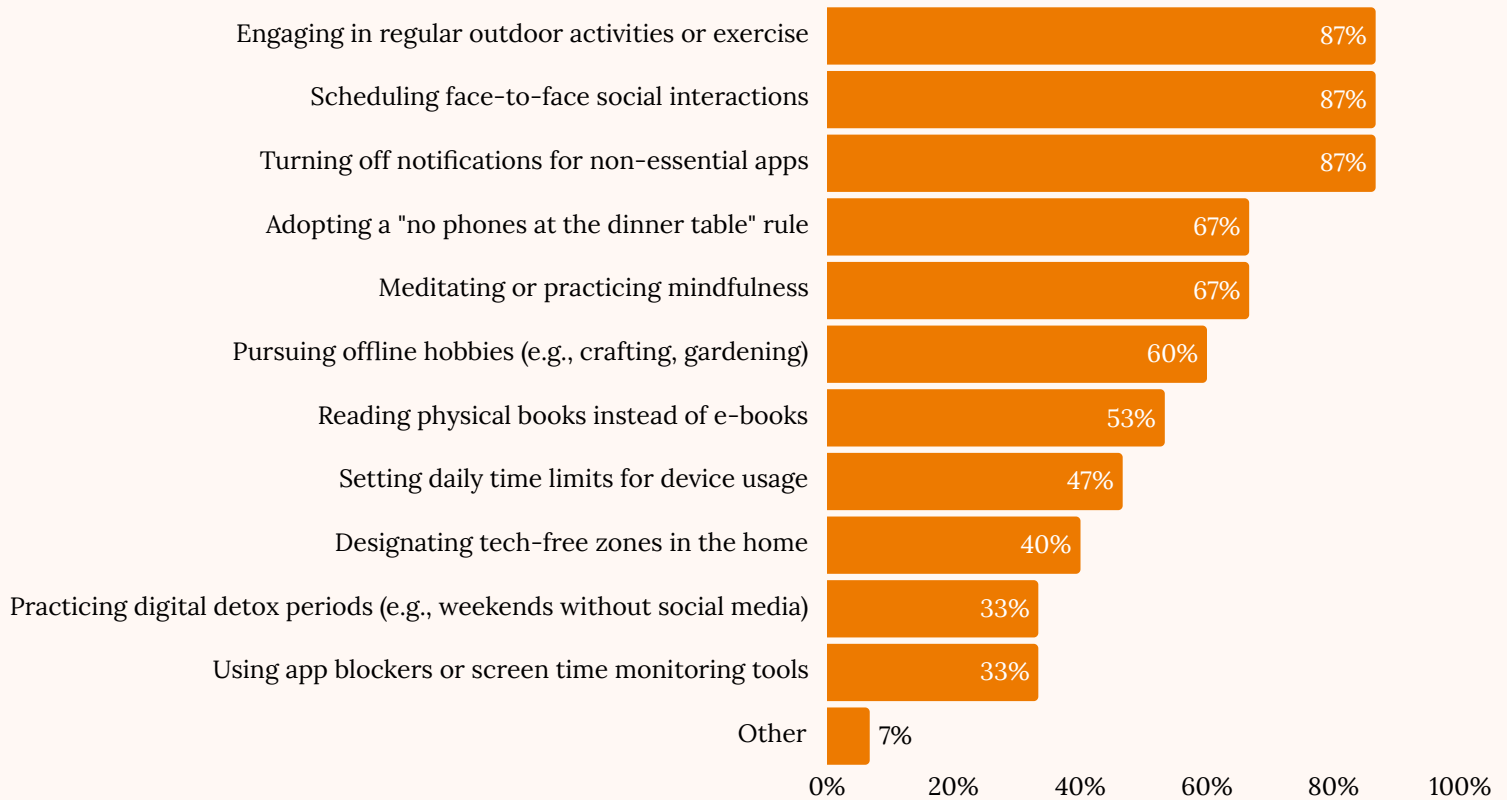 Engaging in regular outdoor activities or exercise 87%
Scheduling face-to-face social interactions 87%
Turning off notifications for non-essential apps 87%
Adopting a "no phones at the dinner table" rule 67%
Meditating or practicing mindfulness 67%
Pursuing offline hobbies (e.g., crafting, gardening) 60%
Reading physical books instead of e-books 53%
Setting daily time limits for device usage 47%
Designating tech-free zones in the home 40%
Practicing digital detox periods (e.g., weekends without social media) 33%
Using app blockers or screen time monitoring tools 33%
Other 7%
0% 20% 40% 60% 80% 100%